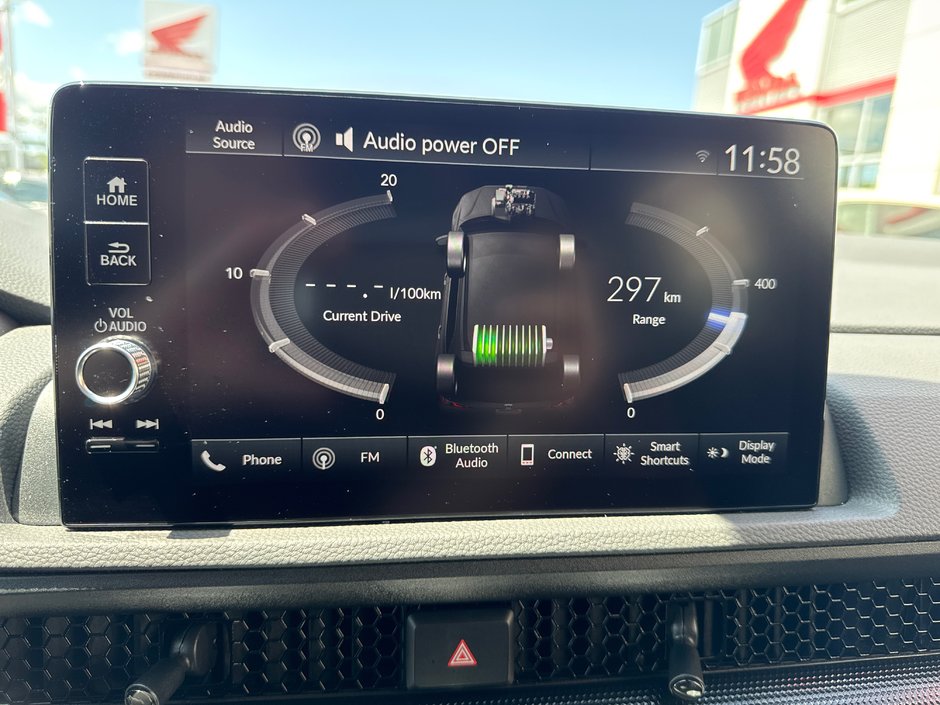 Audio
Source
FM
Audio power OFF
11:58
HOME
BACK
VOL
AUDIO
20
10
0
--.- l/100km
Current Drive
297 km
Range
400
0
Phone
FM
Bluetooth
Audio
Connect
Smart
Shortcuts
Display
Mode